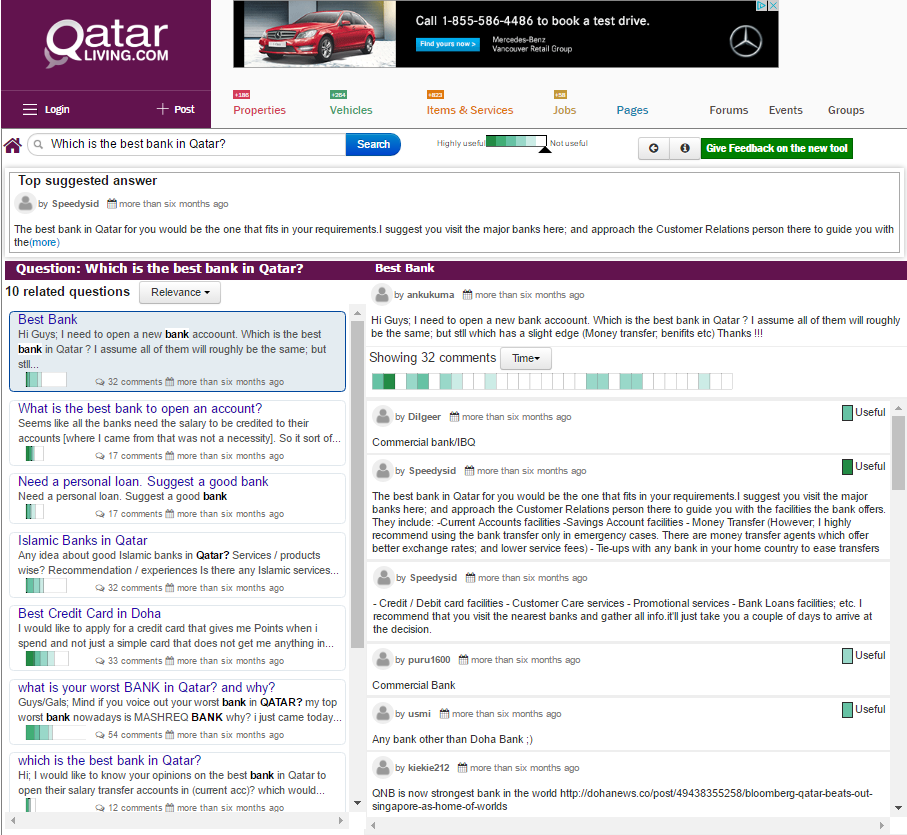 Qatar
LIVING.COM
Call 1-855-586-4486 to book a test drive.
Find yours now >
Mercedes-Benz
Vancouver Retail Group
Login
Post
+186
Properties
+284
Vehicles
+823
Items & Services
+58
Jobs
Pages
Forums
Events
Groups
Which is the best bank in Qatar?
Search
Highly useful
Not useful
Give Feedback on the new tool
Top suggested answer
by Speedysid more than six months ago
The best bank in Qatar for you would be the one that fits in your requirements.I suggest you visit the major banks here; and approach the Customer Relations person there to guide you with
the(more)
Question: Which is the best bank in Qatar?
10 related questions
Relevance
Best Bank
Hi Guys; I need to open a new bank accoount. Which is the best
bank in Qatar ? I assume all of them will roughly be the same; but
stll...
32 comments more than six months ago
What is the best bank to open an account?
Seems like all the banks need the salary to be credited to their
accounts [where I came from that was not a necessity]. So it sort of...
17 comments more than six months ago
Need a personal loan. Suggest a good bank
Need a personal loan. Suggest a good bank
17 comments more than six months ago
Islamic Banks in Qatar
Any idea about good Islamic banks in Qatar? Services / products
wise? Recommendation / experiences Is there any Islamic services...
32 comments more than six months ago
Best Credit Card in Doha
I would like to apply for a credit card that gives me Points when i
spend and not just a simple card that does not get me anything in...
33 comments more than six months ago
what is your worst BANK in Qatar? and why?
Guys/Gals; Mind if you voice out your worst bank in QATAR? my top
worst bank nowadays is MASHREQ BANK why? i just came today...
54 comments more than six months ago
which is the best bank in Qatar?
Hi; I would like to know your opinions on the best bank in Qatar to
open their salary transfer accounts in (current acc)? which would...
12 comments more than six months ago
Best Bank
by ankukuma more than six months ago
Hi Guys; I need to open a new bank accoount. Which is the best bank in Qatar ? I assume all of them will roughly
be the same; but stll which has a slight edge (Money transfer; benifits etc) Thanks !!!
Showing 32 comments
Time
by Dilgeer more than six months ago
Useful
Commercial bank/IBQ
by Speedysid more than six months ago
Useful
The best bank in Qatar for you would be the one that fits in your requirements.I suggest you visit the major
banks here; and approach the Customer Relations person there to guide you with the facilities the bank offers.
They include: -Current Accounts facilities -Savings Account facilities - Money Transfer (However; I highly
recommend using the bank transfer only in emergency cases. There are money transfer agents which offer
better exchange rates; and lower service fees) - Tie-ups with any bank in your home country to ease transfers
by Speedysid more than six months ago
- Credit / Debit card facilities - Customer Care services - Promotional services - Bank Loans facilities; etc. I
recommend that you visit the nearest banks and gather all info.it'll just take you a couple of days to arrive at
the decision.
by puru1600 more than six months ago
Useful
Commercial Bank
by usmi more than six months ago
Useful
Any bank other than Doha Bank ;)
by kiekie212 more than six months ago
QNB is now strongest bank in the world http://dohanews.co/post/49438355258/bloomberg-qatar-beats-out-
singapore-as-home-of-worlds